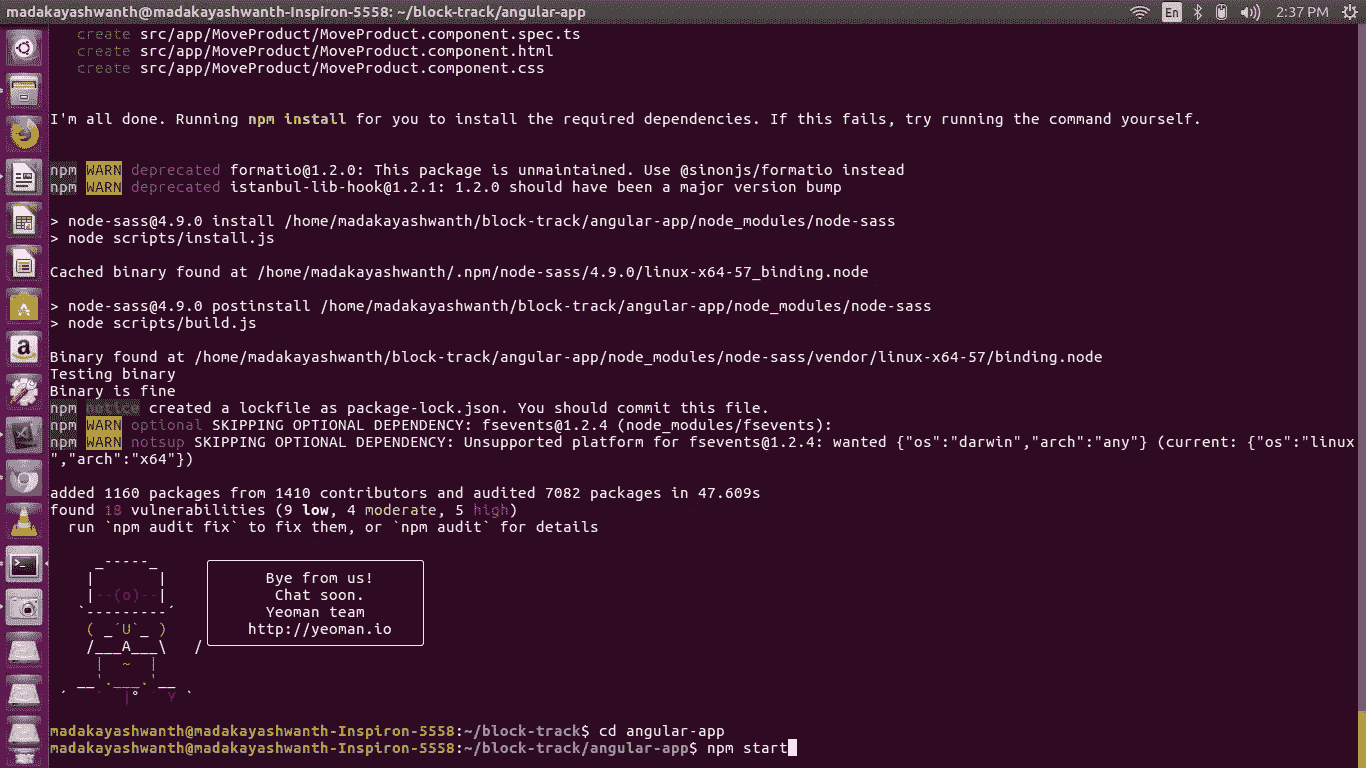 madakayashwanth@madakayashwanth-Inspiron-5558: ~/block-track/angular-app En 2:37 PM
create src/app/MoveProduct/MoveProduct.component.spec.ts
create src/app/MoveProduct/MoveProduct.component.html
create src/app/MoveProduct/MoveProduct.component.css
I'm all done. Running npm install for you to install the required dependencies. If this fails, try running the command yourself.
npm WARN deprecated formatio@1.2.0: This package is unmaintained. Use @sinonjs/formatio instead
npm WARN deprecated istanbul-lib-hook@1.2.1: 1.2.0 should have been a major version bump
> node-sass@4.9.0 install /home/madakayashwanth/block-track/angular-app/node_modules/node-sass
> node scripts/install.js
Cached binary found at /home/madakayashwanth/.npm/node-sass/4.9.0/linux-x64-57_binding.node
> node-sass@4.9.0 postinstall /home/madakayashwanth/block-track/angular-app/node_modules/node-sass
> node scripts/build.js
Binary found at /home/madakayashwanth/block-track/angular-app/node_modules/node-sass/vendor/linux-x64-57/binding.node
Testing binary
Binary is fine
npm notice created a lockfile as package-lock.json. You should commit this file.
npm WARN optional SKIPPING OPTIONAL DEPENDENCY: fsevents@1.2.4 (node_modules/fsevents):
npm WARN notsup SKIPPING OPTIONAL DEPENDENCY: Unsupported platform for fsevents@1.2.4: wanted {"os":"darwin","arch":"any"} (current: {"os":"linux
","arch":"x64"})
added 1160 packages from 1410 contributors and audited 7082 packages in 47.609s
found 18 vulnerabilities (9 low, 4 moderate, 5 high)
run `npm audit fix` to fix them, or `npm audit` for details
_-----_
|       |
|--(o)--|
`---------´
( _´U`_ )
/___A___\   /
|  ~  |
__'.___.'__
´   `  |° ´ Y `
Bye from us!
Chat soon.
Yeoman team
http://yeoman.io
madakayashwanth@madakayashwanth-Inspiron-5558:~/block-track$ cd angular-app
madakayashwanth@madakayashwanth-Inspiron-5558:~/block-track/angular-app$ npm start